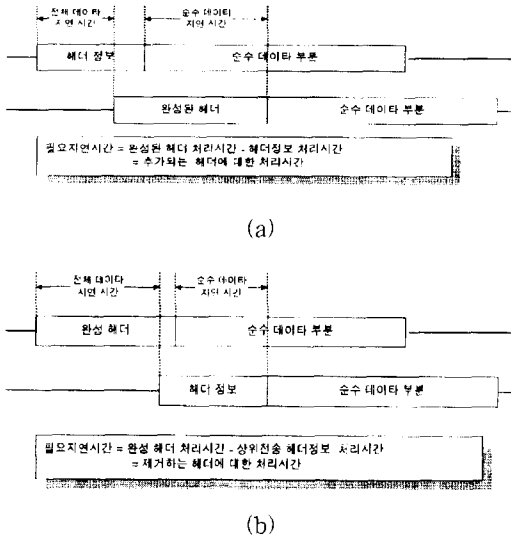 전체 데이타
지연 시간
순수 데이타
지연 시간
헤더 정보
순수 데이타 부분
완성된 헤더
순수 데이타 부분
필요지연시간 = 완성된 헤더 처리시간 - 헤더정보 처리시간
= 추가되는 헤더에 대한 처리시간
(a)
전체 데이타
지연 시간
순수 데이타
지연 시간
완성 헤더
순수 데이타 부분
헤더 정보
순수 데이타 부분
필요지연시간 = 완성 헤더 처리시간 - 상위전송 헤더정보 처리시간
= 제거하는 헤더에 대한 처리시간
(b)